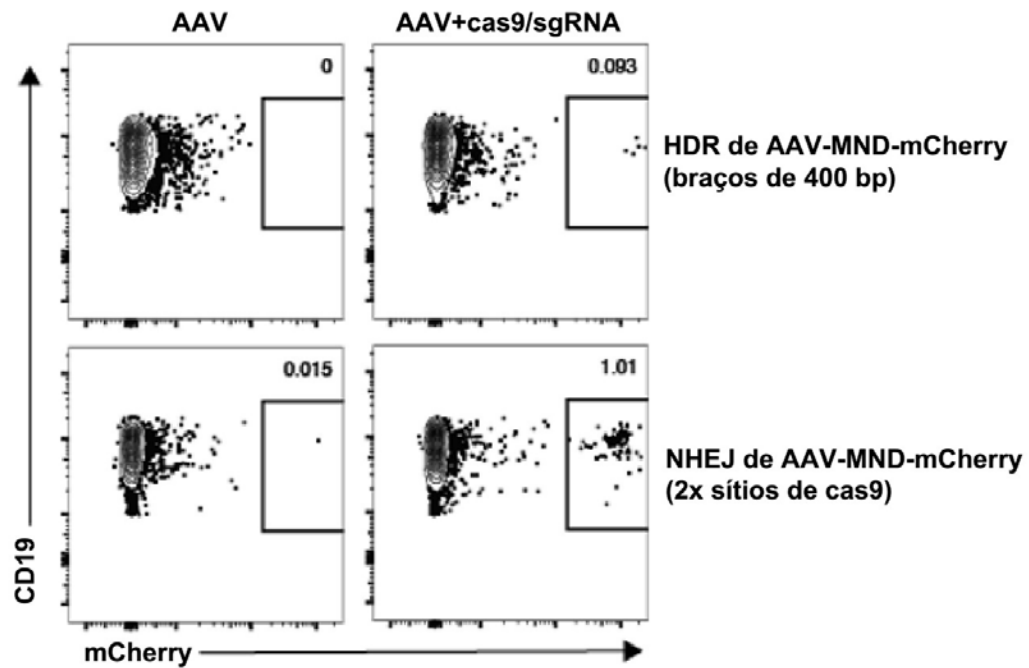 AAV
AAV+cas9/sgRNA
0
0.093
HDR de AAV-MND-mCherry
(braços de 400 bp)
0.015
1.01
NHEJ de AAV-MND-mCherry
(2x sítios de cas9)
CD19
mCherry